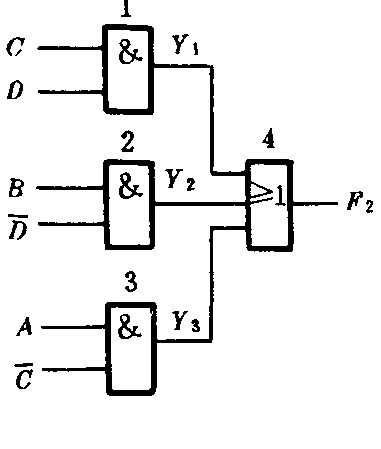 1
C & Y₁
D
2 4
B & Y₂ ≥1 F₂
D̅
3
A & Y₃
C̅